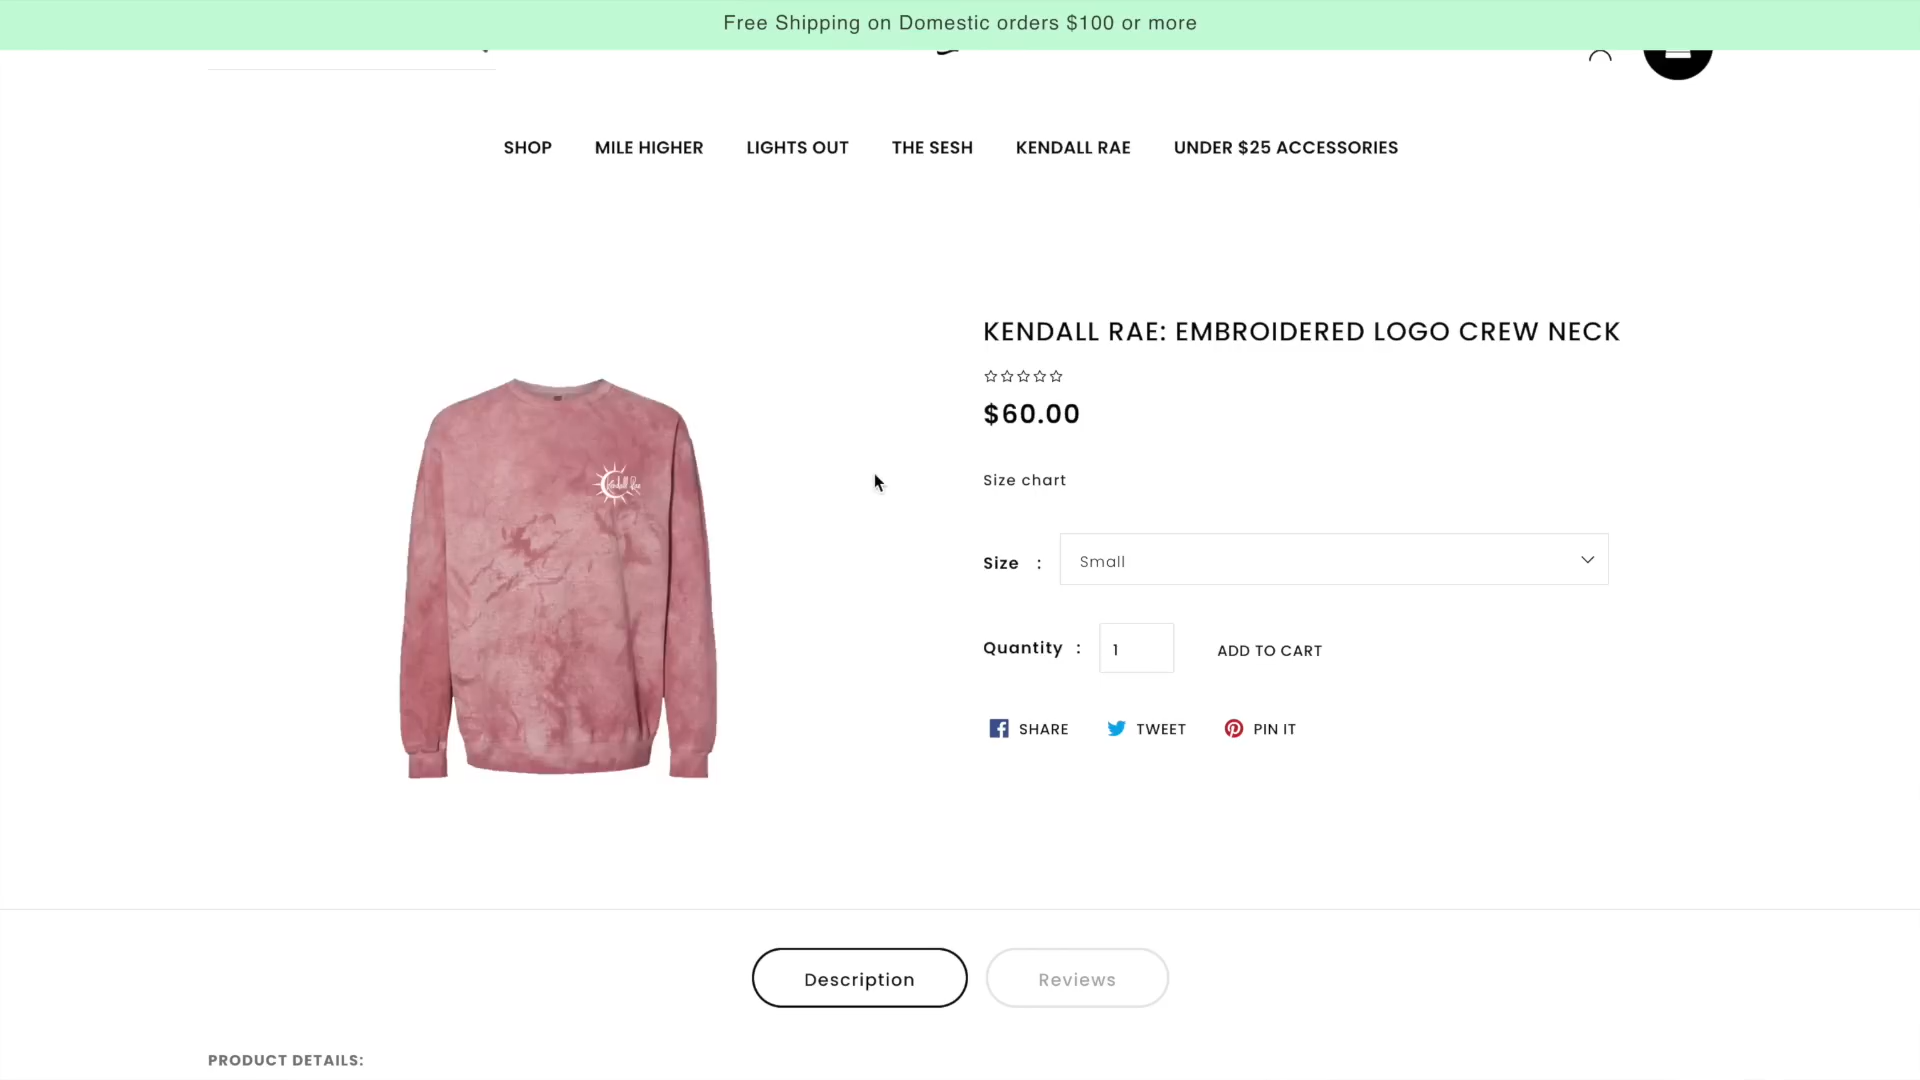 Free Shipping on Domestic orders $100 or more
SHOP MILE HIGHER LIGHTS OUT THE SESH KENDALL RAE UNDER $25 ACCESSORIES
KENDALL RAE: EMBROIDERED LOGO CREW NECK
$60.00
Size chart
Size : Small
Quantity : 1 ADD TO CART
SHARE TWEET PIN IT
Kendall Rae
Description Reviews
PRODUCT DETAILS: